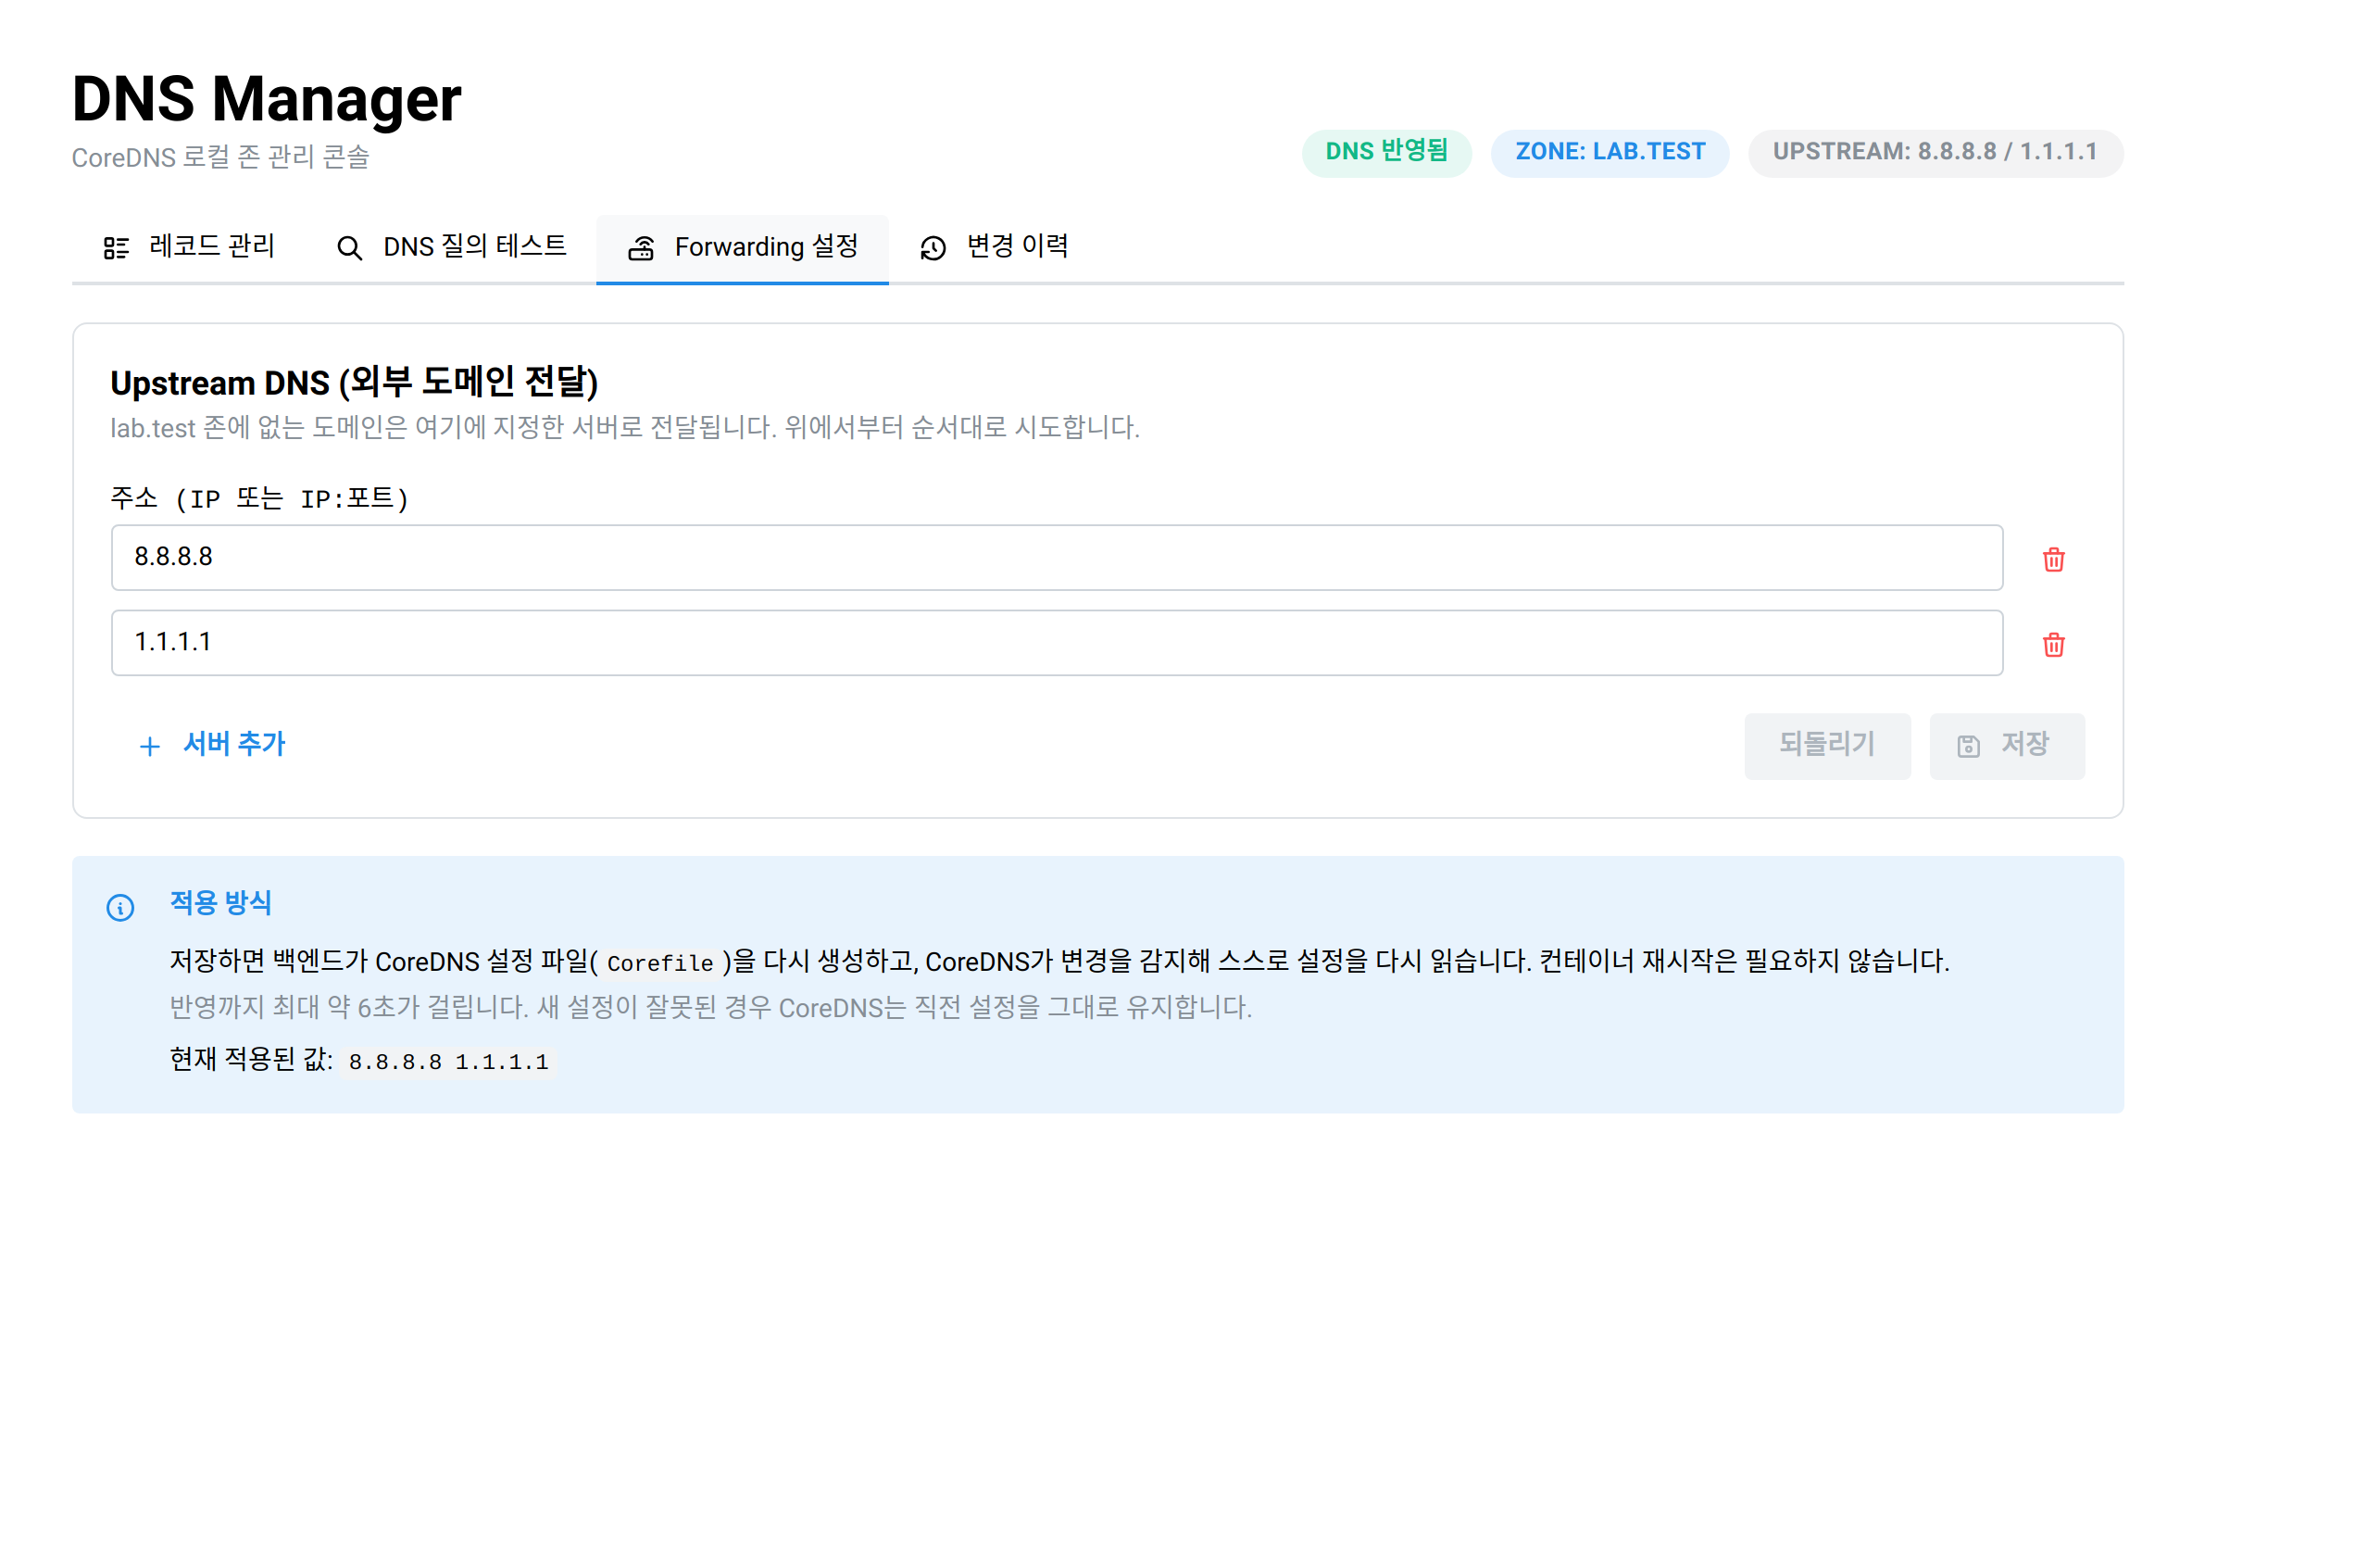 DNS Manager
CoreDNS 로컬 존 관리 콘솔
DNS 반영됨
ZONE: LAB.TEST
UPSTREAM: 8.8.8.8 / 1.1.1.1
레코드 관리
DNS 질의 테스트
Forwarding 설정
변경 이력
Upstream DNS (외부 도메인 전달)
lab.test 존에 없는 도메인은 여기에 지정한 서버로 전달됩니다. 위에서부터 순서대로 시도합니다.
주소 (IP 또는 IP:포트)
8.8.8.8
1.1.1.1
서버 추가
되돌리기
저장
적용 방식
저장하면 백엔드가 CoreDNS 설정 파일( Corefile )을 다시 생성하고, CoreDNS가 변경을 감지해 스스로 설정을 다시 읽습니다. 컨테이너 재시작은 필요하지 않습니다.
반영까지 최대 약 6초가 걸립니다. 새 설정이 잘못된 경우 CoreDNS는 직전 설정을 그대로 유지합니다.
현재 적용된 값: 8.8.8.8 1.1.1.1